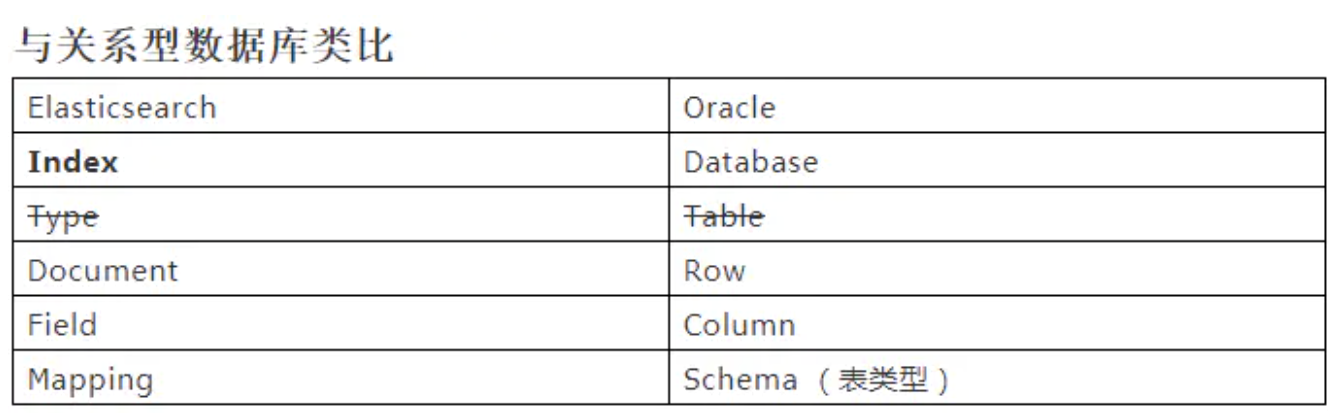 与关系型数据库类比
Elasticsearch Oracle
Index Database
Type Table
Document Row
Field Column
Mapping Schema （表类型）